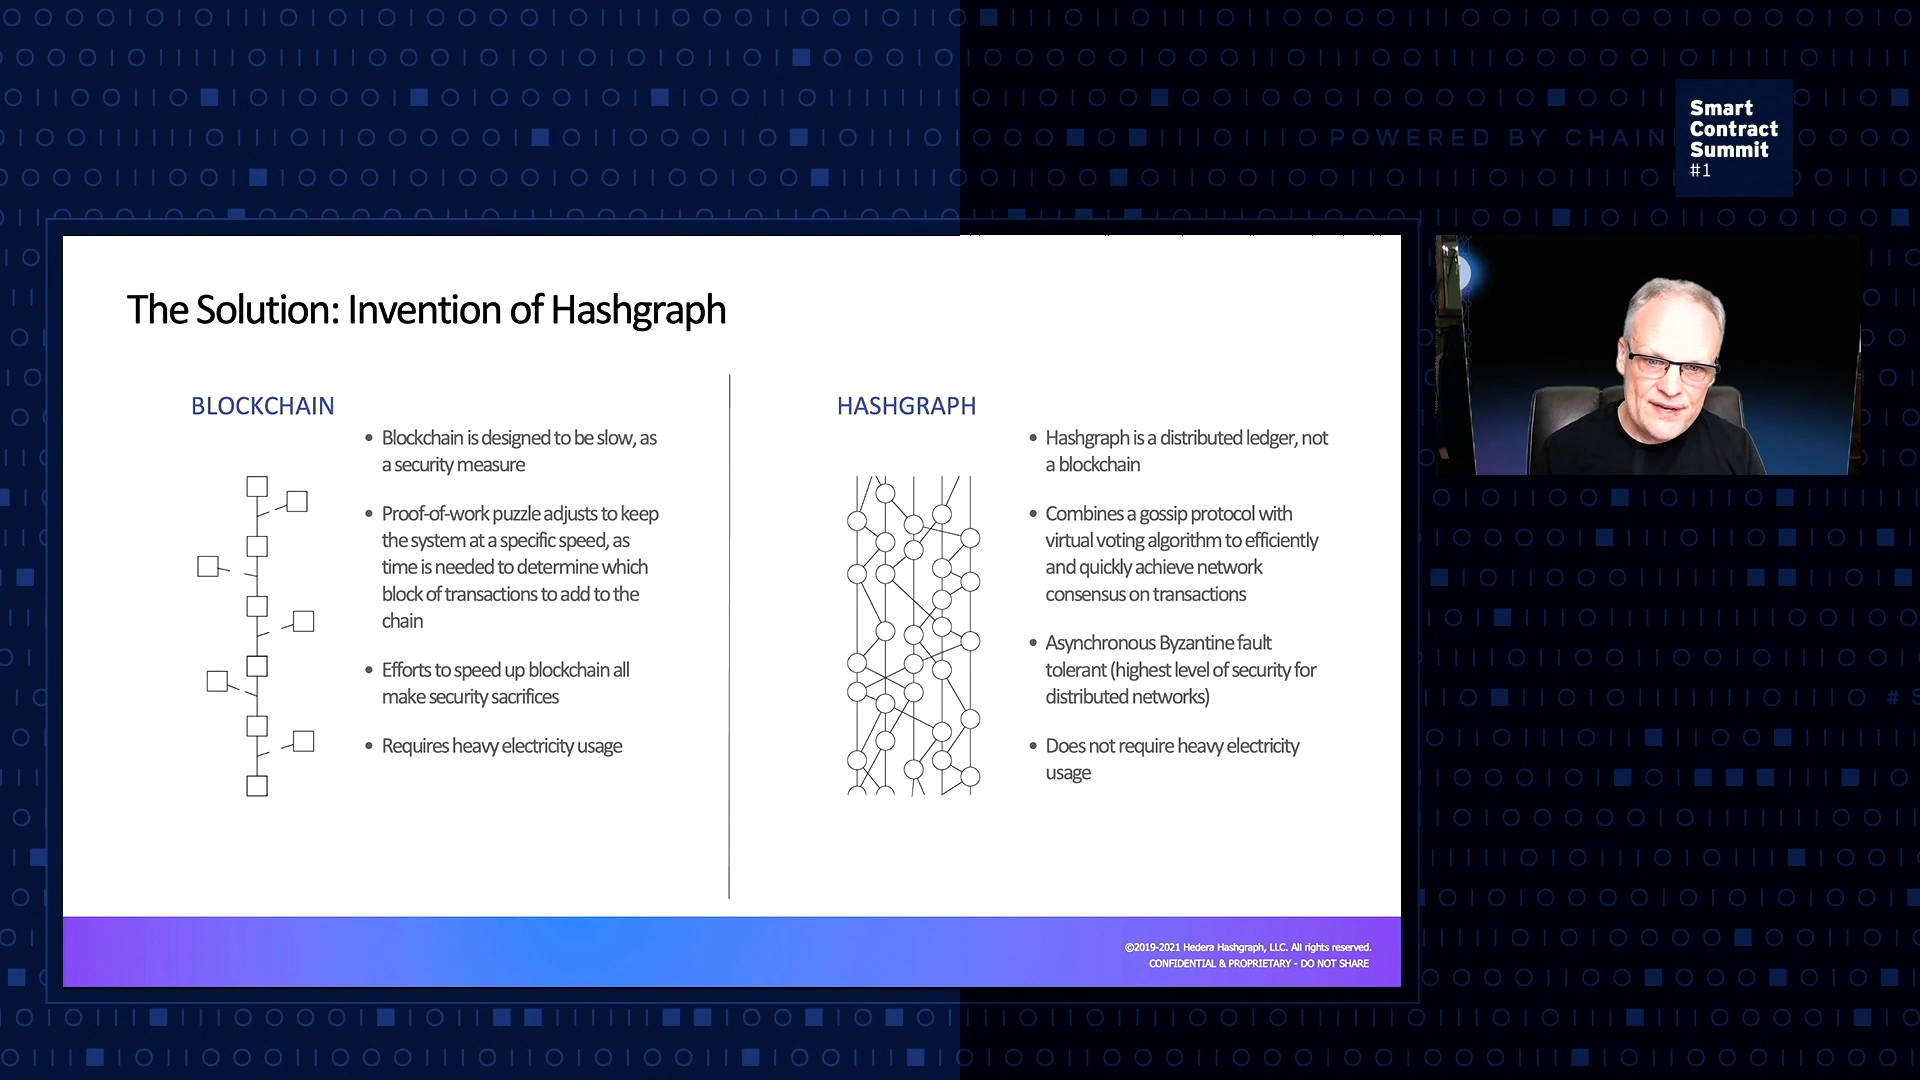 POWERED BY CHAIN
Smart
Contract
Summit
#1
The Solution: Invention of Hashgraph
BLOCKCHAIN
• Blockchain is designed to be slow, as
a security measure
• Proof-of-work puzzle adjusts to keep
the system at a specific speed, as
time is needed to determine which
block of transactions to add to the
chain
• Efforts to speed up blockchain all
make security sacrifices
• Requires heavy electricity usage
HASHGRAPH
• Hashgraph is a distributed ledger, not
a blockchain
• Combines a gossip protocol with
virtual voting algorithm to efficiently
and quickly achieve network
consensus on transactions
• Asynchronous Byzantine fault
tolerant (highest level of security for
distributed networks)
• Does not require heavy electricity
usage
# S
©2019-2021 Hedera Hashgraph, LLC. All rights reserved.
CONFIDENTIAL & PROPRIETARY - DO NOT SHARE